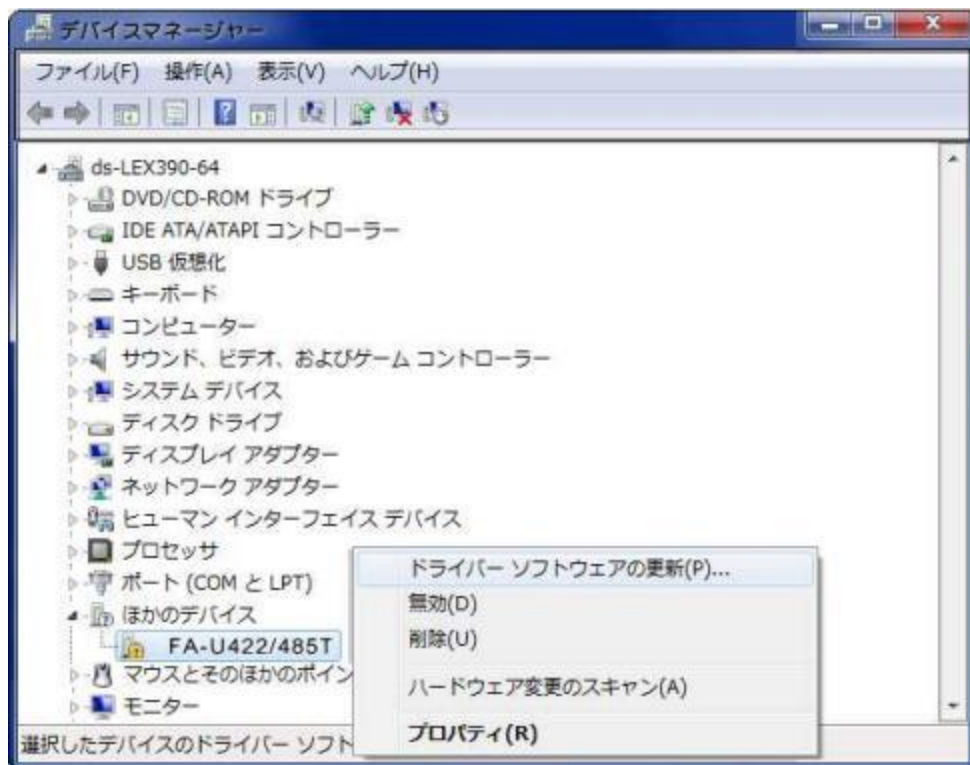 デバイスマネージャー
ファイル(F) 操作(A) 表示(V) ヘルプ(H)
ds-LEX390-64
DVD/CD-ROM ドライブ
IDE ATA/ATAPI コントローラー
USB 仮想化
キーボード
コンピューター
サウンド、ビデオ、およびゲーム コントローラー
システム デバイス
ディスク ドライブ
ディスプレイ アダプター
ネットワーク アダプター
ヒューマン インターフェイス デバイス
プロセッサ
ポート (COM と LPT)
ほかのデバイス
FA-U422/485T
マウスとそのほかのポイン
モニター
ドライバー ソフトウェアの更新(P)...
無効(D)
削除(U)
ハードウェア変更のスキャン(A)
プロパティ(R)
選択したデバイスのドライバー ソフト